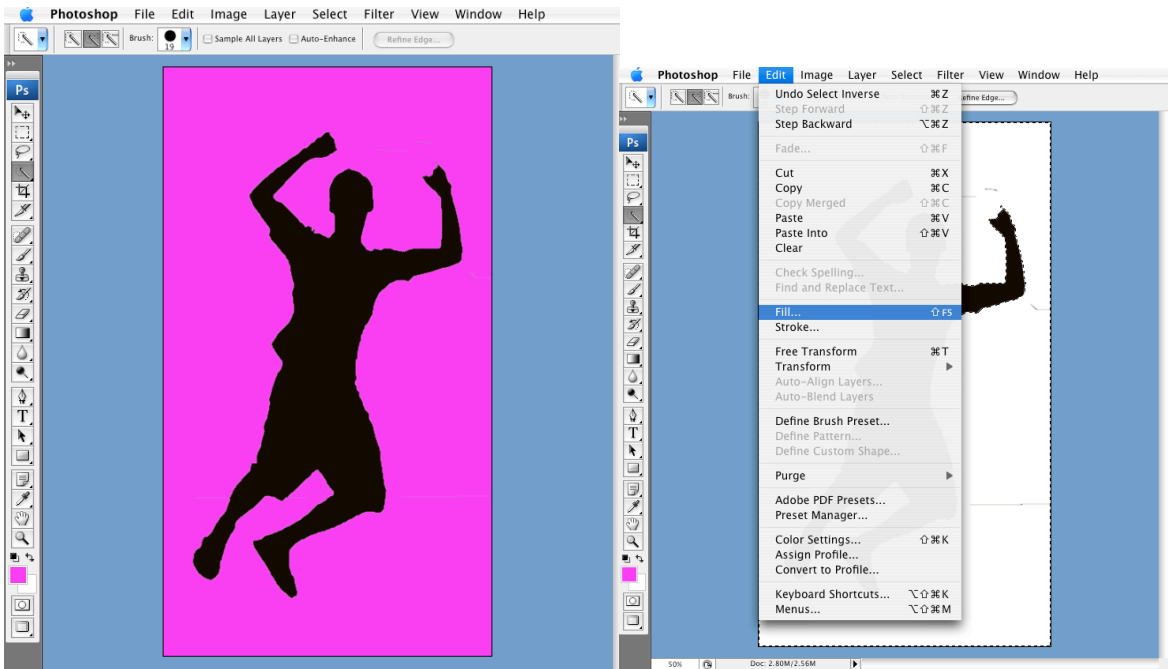 Photoshop File Edit Image Layer Select Filter View Window Help
Brush: 19 Sample All Layers Auto-Enhance Refine Edge...
Ps
T
Photoshop File Edit Image Layer Select Filter View Window Help
Brush: efine Edge...
Ps
T
Undo Select Inverse ⌘Z
Step Forward ⇧⌘Z
Step Backward ⌥⌘Z
Fade... ⇧⌘F
Cut ⌘X
Copy ⌘C
Copy Merged ⇧⌘C
Paste ⌘V
Paste Into ⇧⌘V
Clear
Check Spelling...
Find and Replace Text...
Fill... ⇧F5
Stroke...
Free Transform ⌘T
Transform
Auto-Align Layers...
Auto-Blend Layers
Define Brush Preset...
Define Pattern...
Define Custom Shape...
Purge
Adobe PDF Presets...
Preset Manager...
Color Settings... ⇧⌘K
Assign Profile...
Convert to Profile...
Keyboard Shortcuts... ⌥⇧⌘K
Menus... ⌥⇧⌘M
50% Doc: 2.80M/2.56M